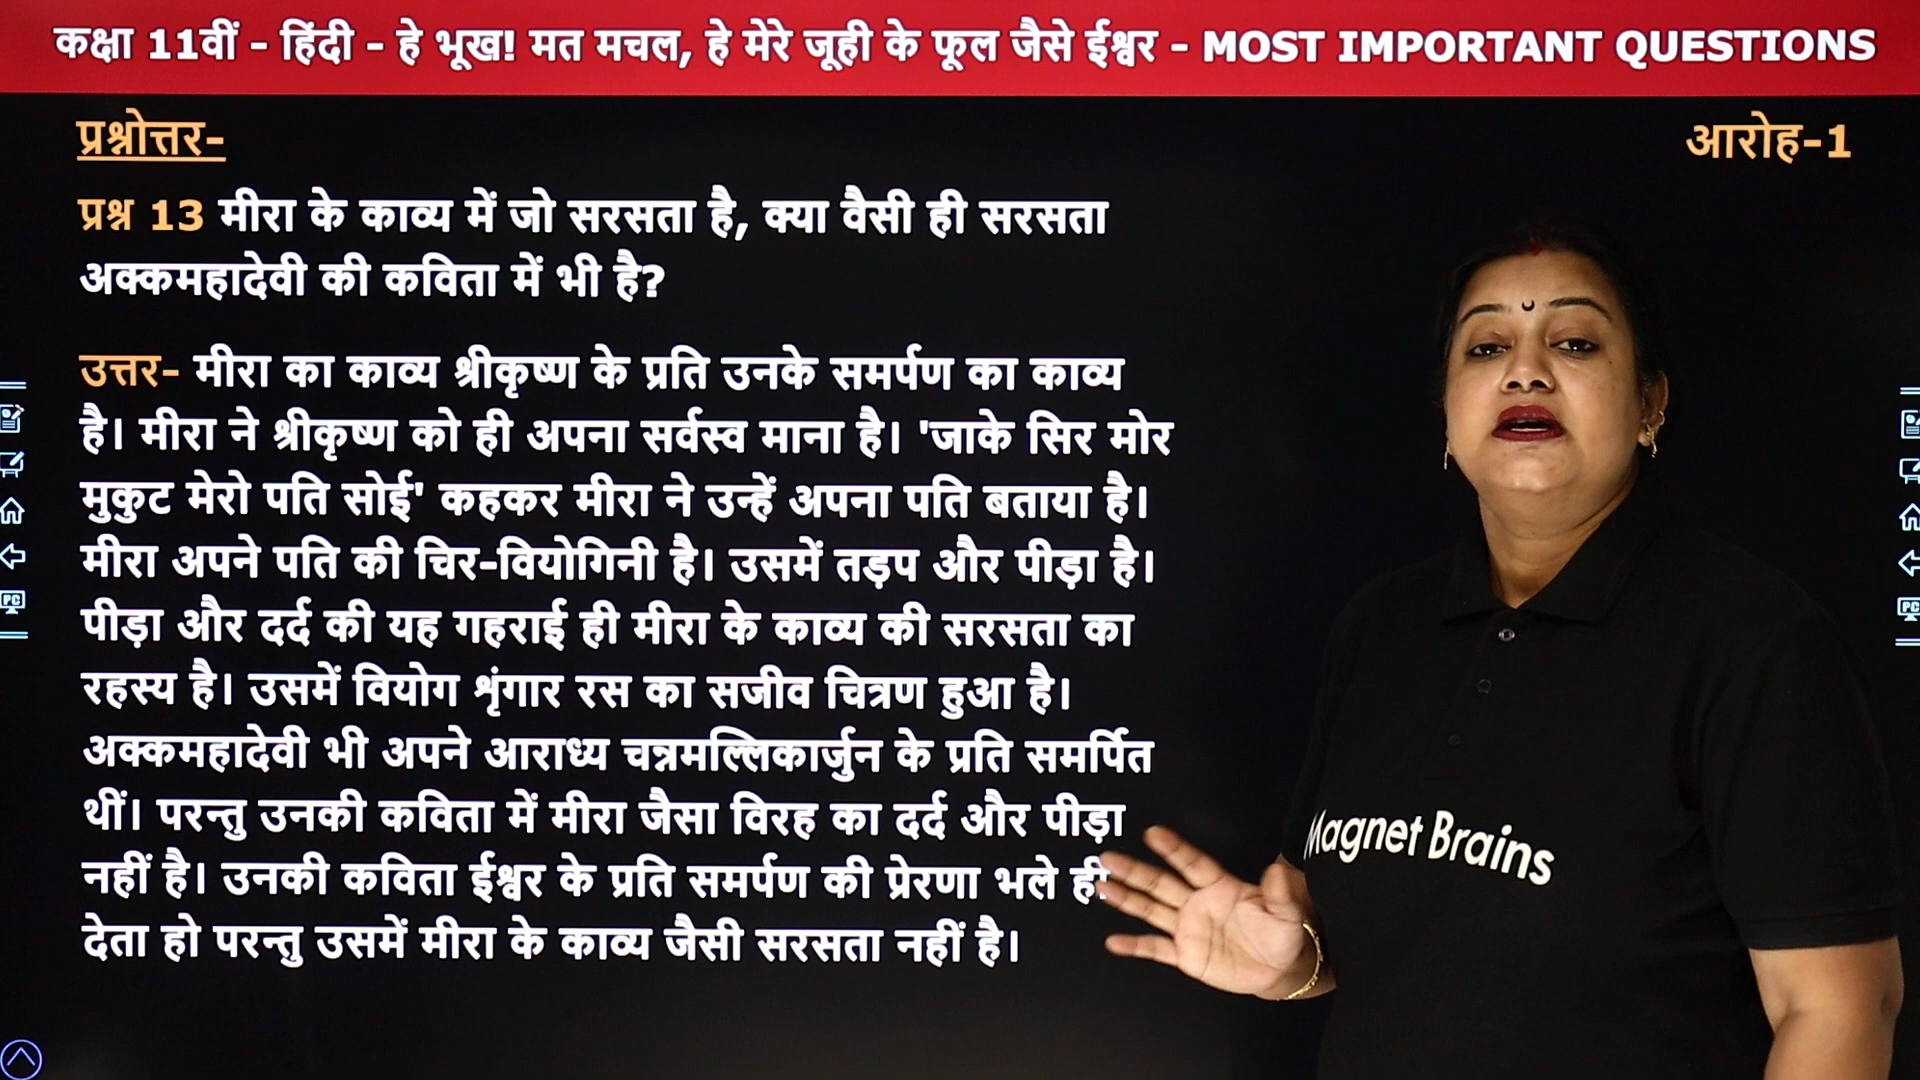 कक्षा 11वीं - हिंदी - हे भूख! मत मचल, हे मेरे जूही के फूल जैसे ईश्वर - MOST IMPORTANT QUESTIONS
प्रश्नोत्तर-
आरोह-1
प्रश्न 13 मीरा के काव्य में जो सरसता है, क्या वैसी ही सरसता
अक्कमहादेवी की कविता में भी है?
उत्तर- मीरा का काव्य श्रीकृष्ण के प्रति उनके समर्पण का काव्य
है। मीरा ने श्रीकृष्ण को ही अपना सर्वस्व माना है। 'जाके सिर मोर
मुकुट मेरो पति सोई' कहकर मीरा ने उन्हें अपना पति बताया है।
मीरा अपने पति की चिर-वियोगिनी है। उसमें तड़प और पीड़ा है।
पीड़ा और दर्द की यह गहराई ही मीरा के काव्य की सरसता का
रहस्य है। उसमें वियोग शृंगार रस का सजीव चित्रण हुआ है।
अक्कमहादेवी भी अपने आराध्य चन्नमल्लिकार्जुन के प्रति समर्पित
थीं। परन्तु उनकी कविता में मीरा जैसा विरह का दर्द और पीड़ा
नहीं है। उनकी कविता ईश्वर के प्रति समर्पण की प्रेरणा भले ही
देता हो परन्तु उसमें मीरा के काव्य जैसी सरसता नहीं है।
Magnet Brains
PC
PC